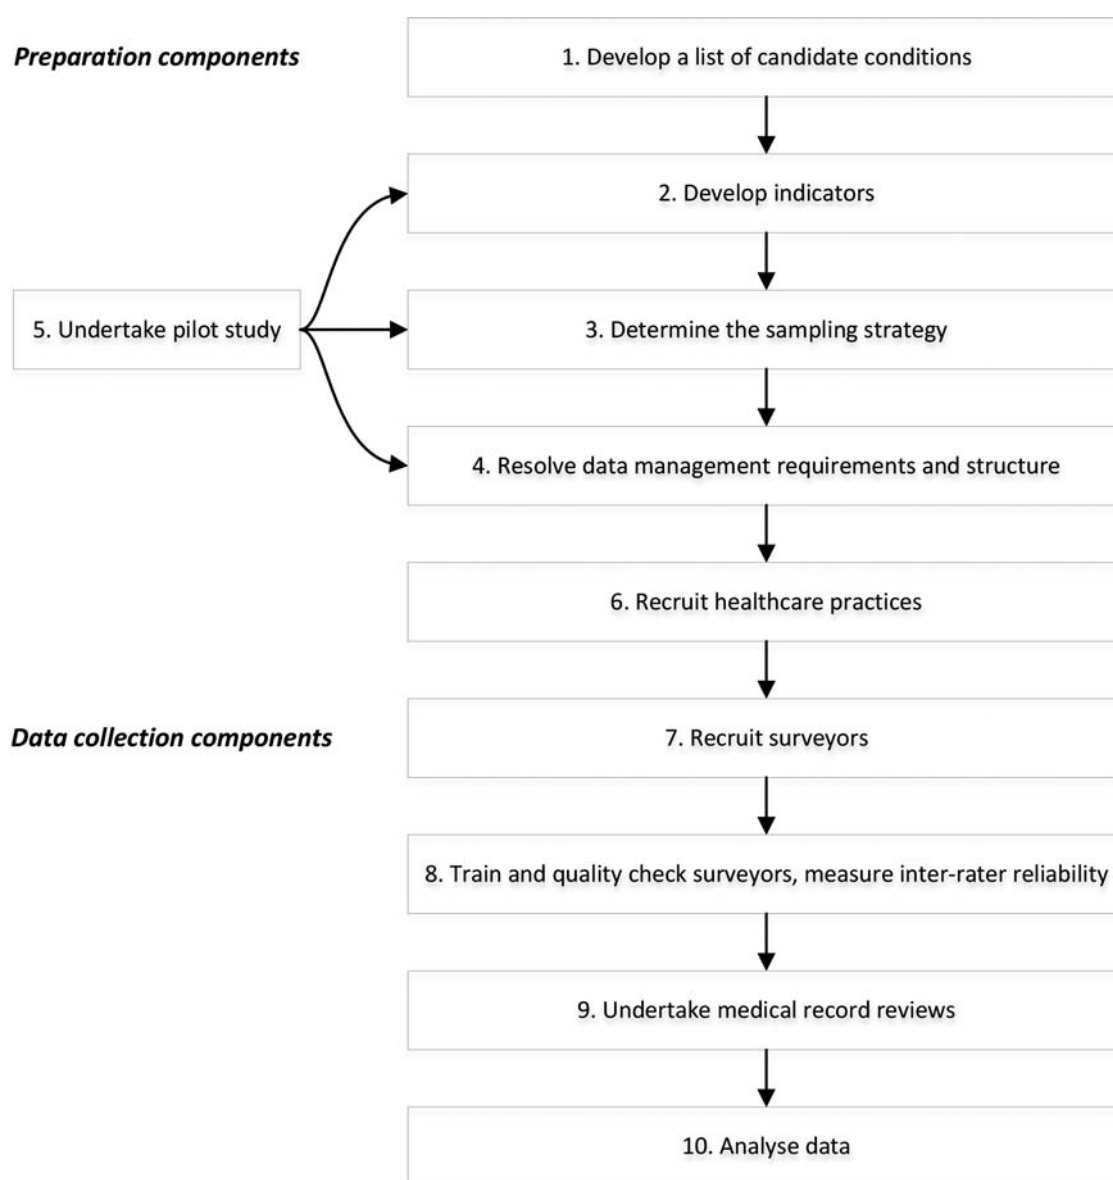 Preparation components
1. Develop a list of candidate conditions
2. Develop indicators
5. Undertake pilot study
3. Determine the sampling strategy
4. Resolve data management requirements and structure
6. Recruit healthcare practices
Data collection components
7. Recruit surveyors
8. Train and quality check surveyors, measure inter-rater reliability
9. Undertake medical record reviews
10. Analyse data